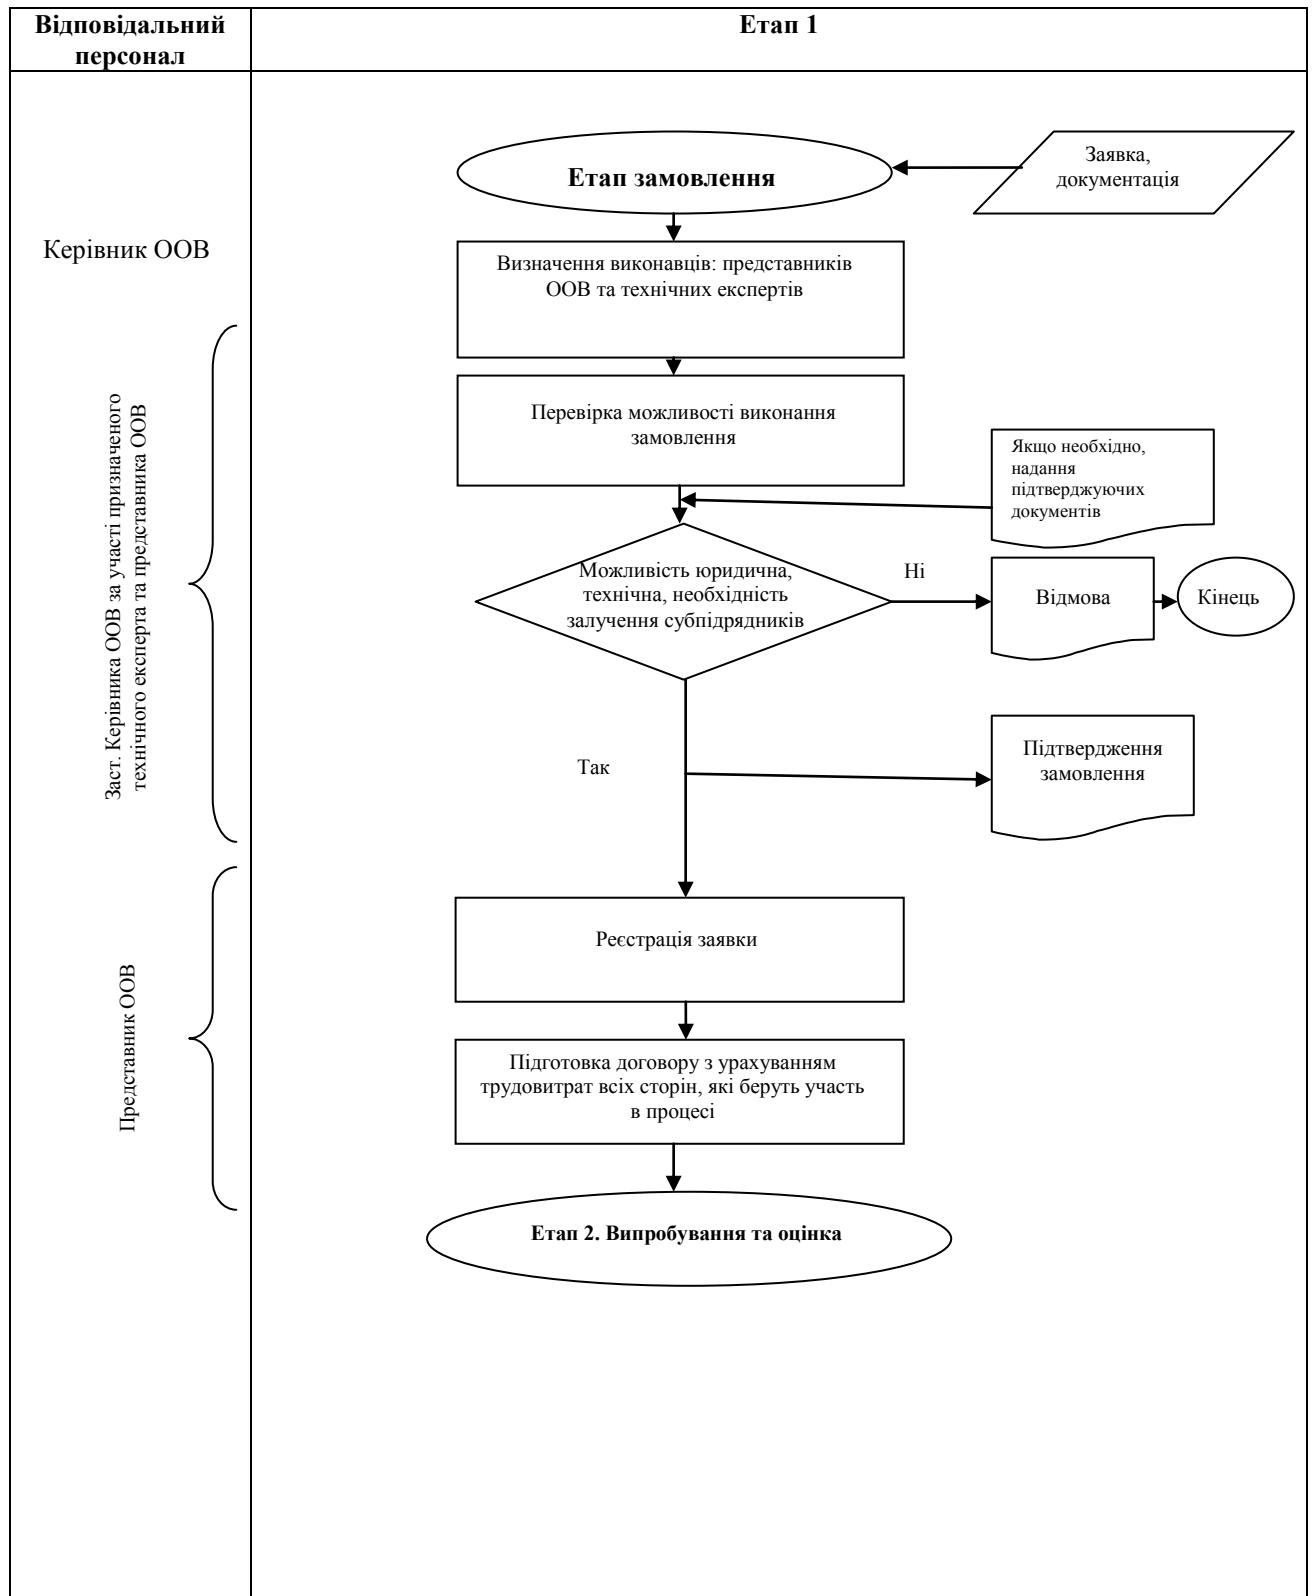 Відповідальний
персонал
Етап 1
Заявка,
документація
Етап замовлення
Керівник ООВ
Визначення виконавців: представників
ООВ та технічних експертів
Заст. Керівника ООВ за участі призначеного
технічного експерта та представника ООВ
Перевірка можливості виконання
замовлення
Якщо необхідно,
надання
підтверджуючих
документів
Можливість юридична,
технічна, необхідність
залучення субпідрядників
Ні
Відмова
Кінець
Так
Підтвердження
замовлення
Представник ООВ
Реєстрація заявки
Підготовка договору з урахуванням
трудовитрат всіх сторін, які беруть участь
в процесі
Етап 2. Випробування та оцінка